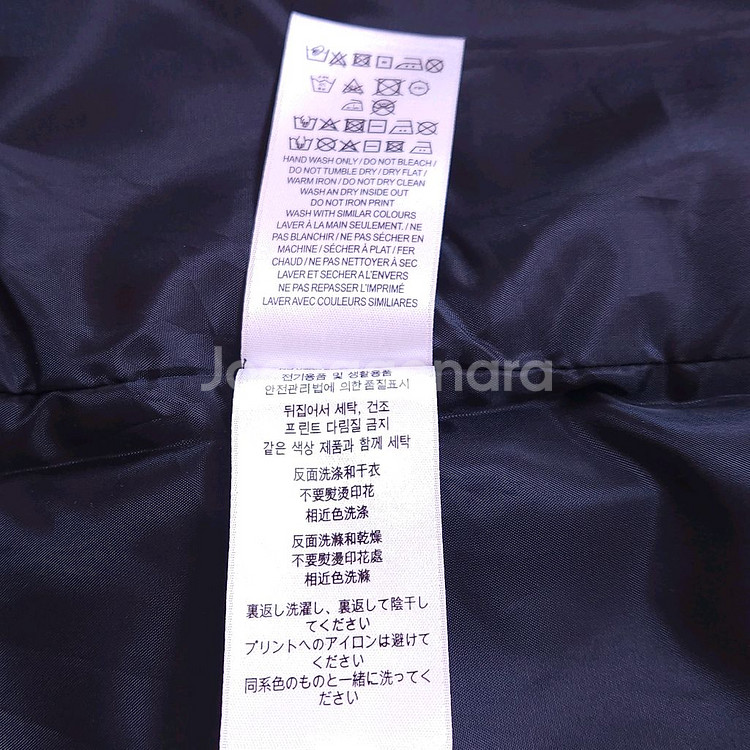 HAND WASH ONLY / DO NOT BLEACH /
DO NOT TUMBLE DRY / DRY FLAT /
WARM IRON / DO NOT DRY CLEAN
WASH AN DRY INSIDE OUT
DO NOT IRON PRINT
WASH WITH SIMILAR COLOURS
LAVER À LA MAIN SEULEMENT. / NE
PAS BLANCHIR / NE PAS SÉCHER EN
MACHINE / SÉCHER À PLAT / FER
CHAUD / NE PAS NETTOYER À SEC
LAVER ET SECHER A L'ENVERS
NE PAS REPASSER L'IMPRIMÉ
LAVER AVEC COULEURS SIMILIARES
전기용품 및 생활용품
안전관리법에 의한 품질표시
뒤집어서 세탁, 건조
프린트 다림질 금지
같은 색상 제품과 함께 세탁
反面洗涤和干衣
不要熨烫印花
相近色洗涤
反面洗滌和乾燥
不要熨燙印花處
相近色洗滌
裏返し洗濯し、裏返して陰干し
てください
プリントへのアイロンは避けて
ください
同系色のものと一緒に洗ってく
ださい